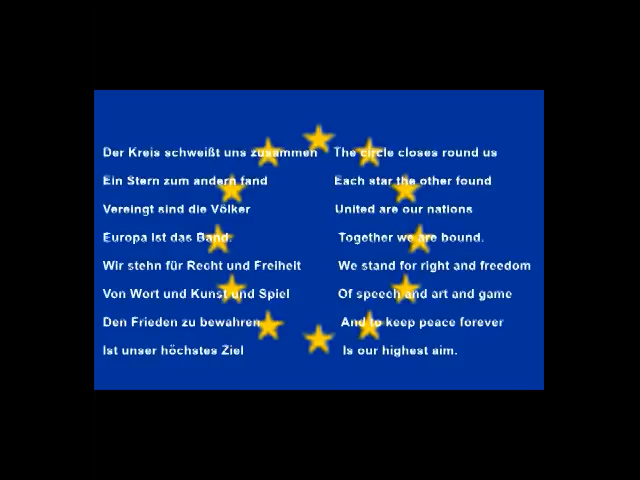 Der Kreis schweißt uns zusammen
Ein Stern zum andern fand
Vereingt sind die Völker
Europa ist das Band.
Wir stehn für Recht und Freiheit
Von Wort und Kunst und Spiel
Den Frieden zu bewahren
Ist unser höchstes Ziel
The circle closes round us
Each star the other found
United are our nations
Together we are bound.
We stand for right and freedom
Of speech and art and game
And to keep peace forever
Is our highest aim.